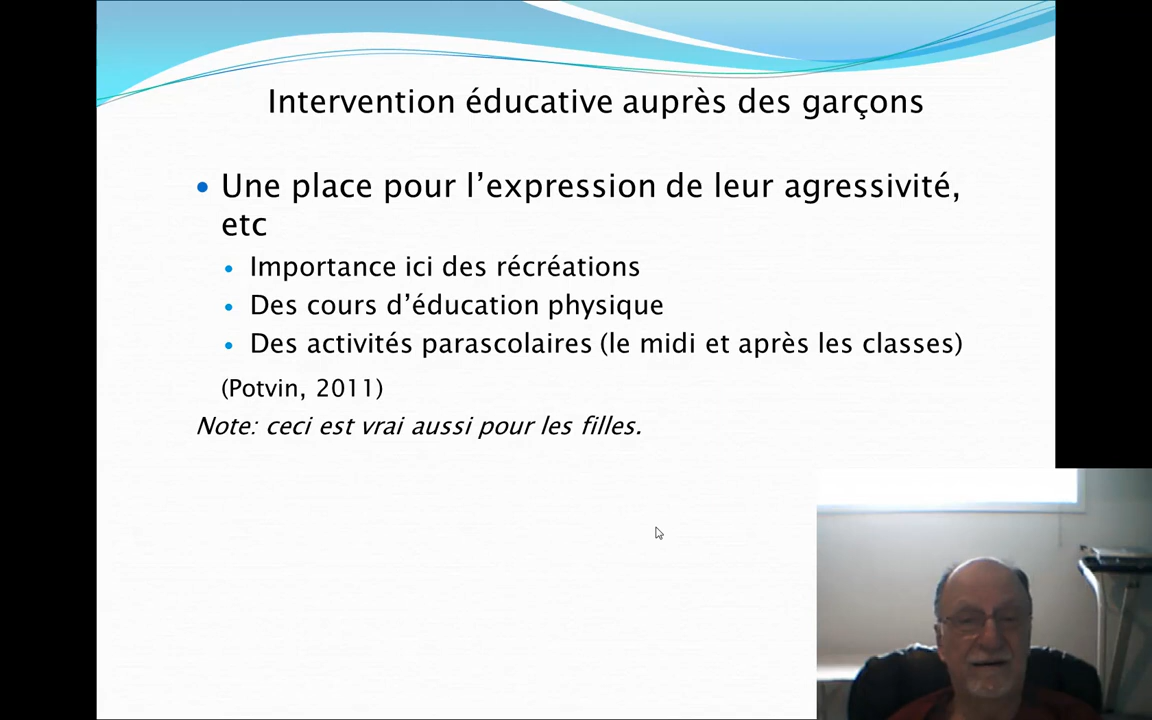 Intervention éducative auprès des garçons
• Une place pour l’expression de leur agressivité,
etc
• Importance ici des récréations
• Des cours d’éducation physique
• Des activités parascolaires (le midi et après les classes)
(Potvin, 2011)
Note: ceci est vrai aussi pour les filles.